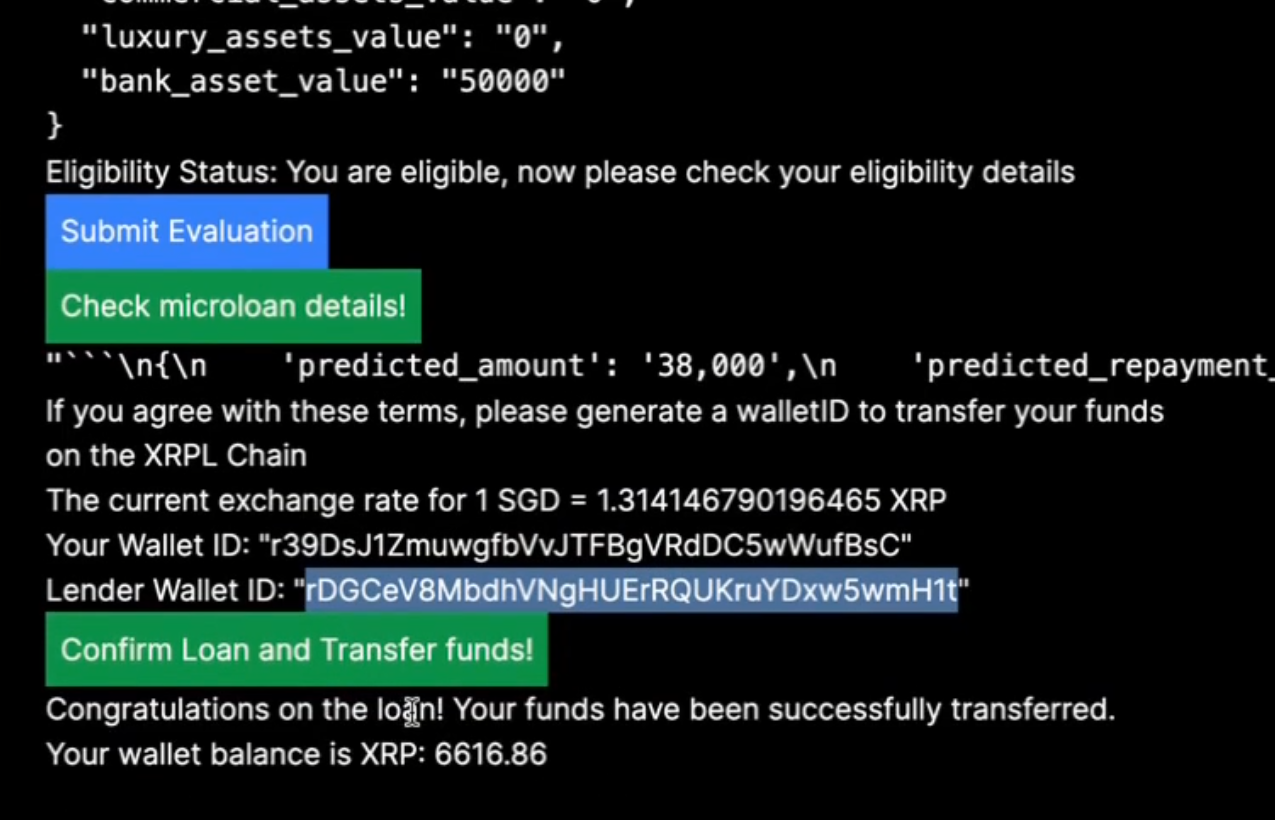 "luxury_assets_value": "0",
"bank_asset_value": "50000"
}
Eligibility Status: You are eligible, now please check your eligibility details
Submit Evaluation
Check microloan details!
"```\n{\n    'predicted_amount': '38,000',\n    'predicted_repayment_
If you agree with these terms, please generate a walletID to transfer your funds
on the XRPL Chain
The current exchange rate for 1 SGD = 1.314146790196465 XRP
Your Wallet ID: "r39DsJ1ZmuwgfbVvJTFBgVRdDC5wWufBsC"
Lender Wallet ID: "rDGCeV8MbdhVNgHUErRQUKruYDxw5wmH1t"
Confirm Loan and Transfer funds!
Congratulations on the loan! Your funds have been successfully transferred.
Your wallet balance is XRP: 6616.86